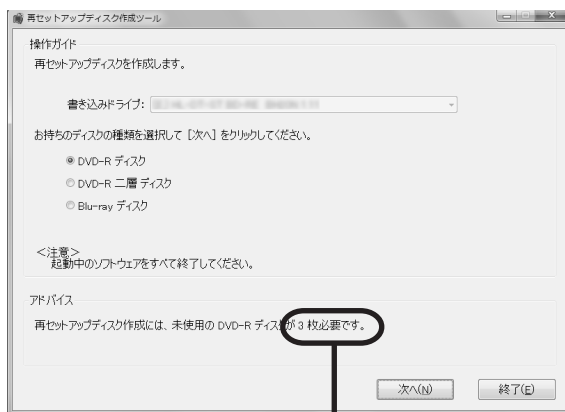 再セットアップディスク作成ツール
操作ガイド
再セットアップディスクを作成します。
書き込みドライブ:
お持ちのディスクの種類を選択して [次へ] をクリックしてください。
DVD-R ディスク
DVD-R 二層 ディスク
Blu-ray ディスク
<注意>
起動中のソフトウェアをすべて終了してください。
アドバイス
再セットアップディスク作成には、未使用の DVD-R ディスクが 3 枚必要です。
次へ(N) 終了(E)